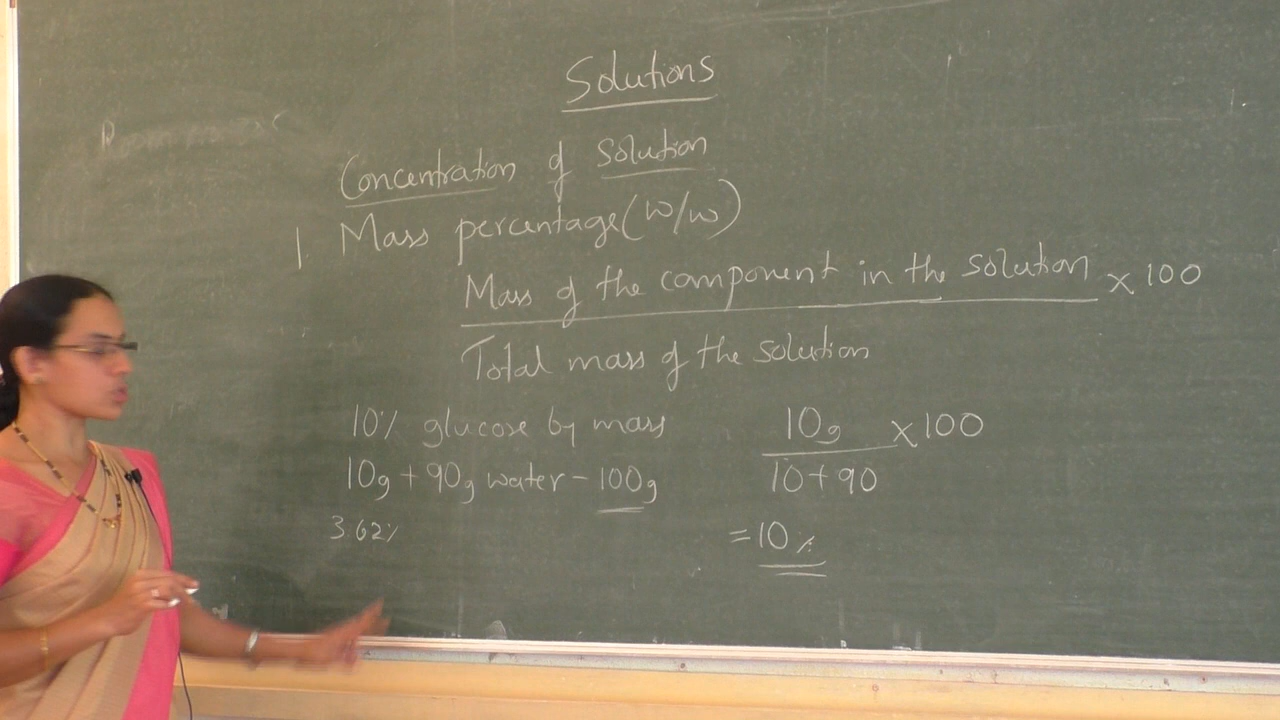 Solutions
Concentration of solution
1. Mass percentage (w/w)
Mass of the component in the solution × 100
Total mass of the solution
10% glucose by mass
10g + 90g water - 100g
3.62%
10g × 100
10 + 90
= 10%